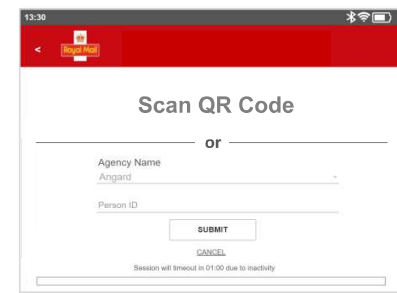 13:30
<
Royal Mail
Scan QR Code
or
Agency Name
Angard
Person ID
SUBMIT
CANCEL
Session will timeout in 01:00 due to inactivity